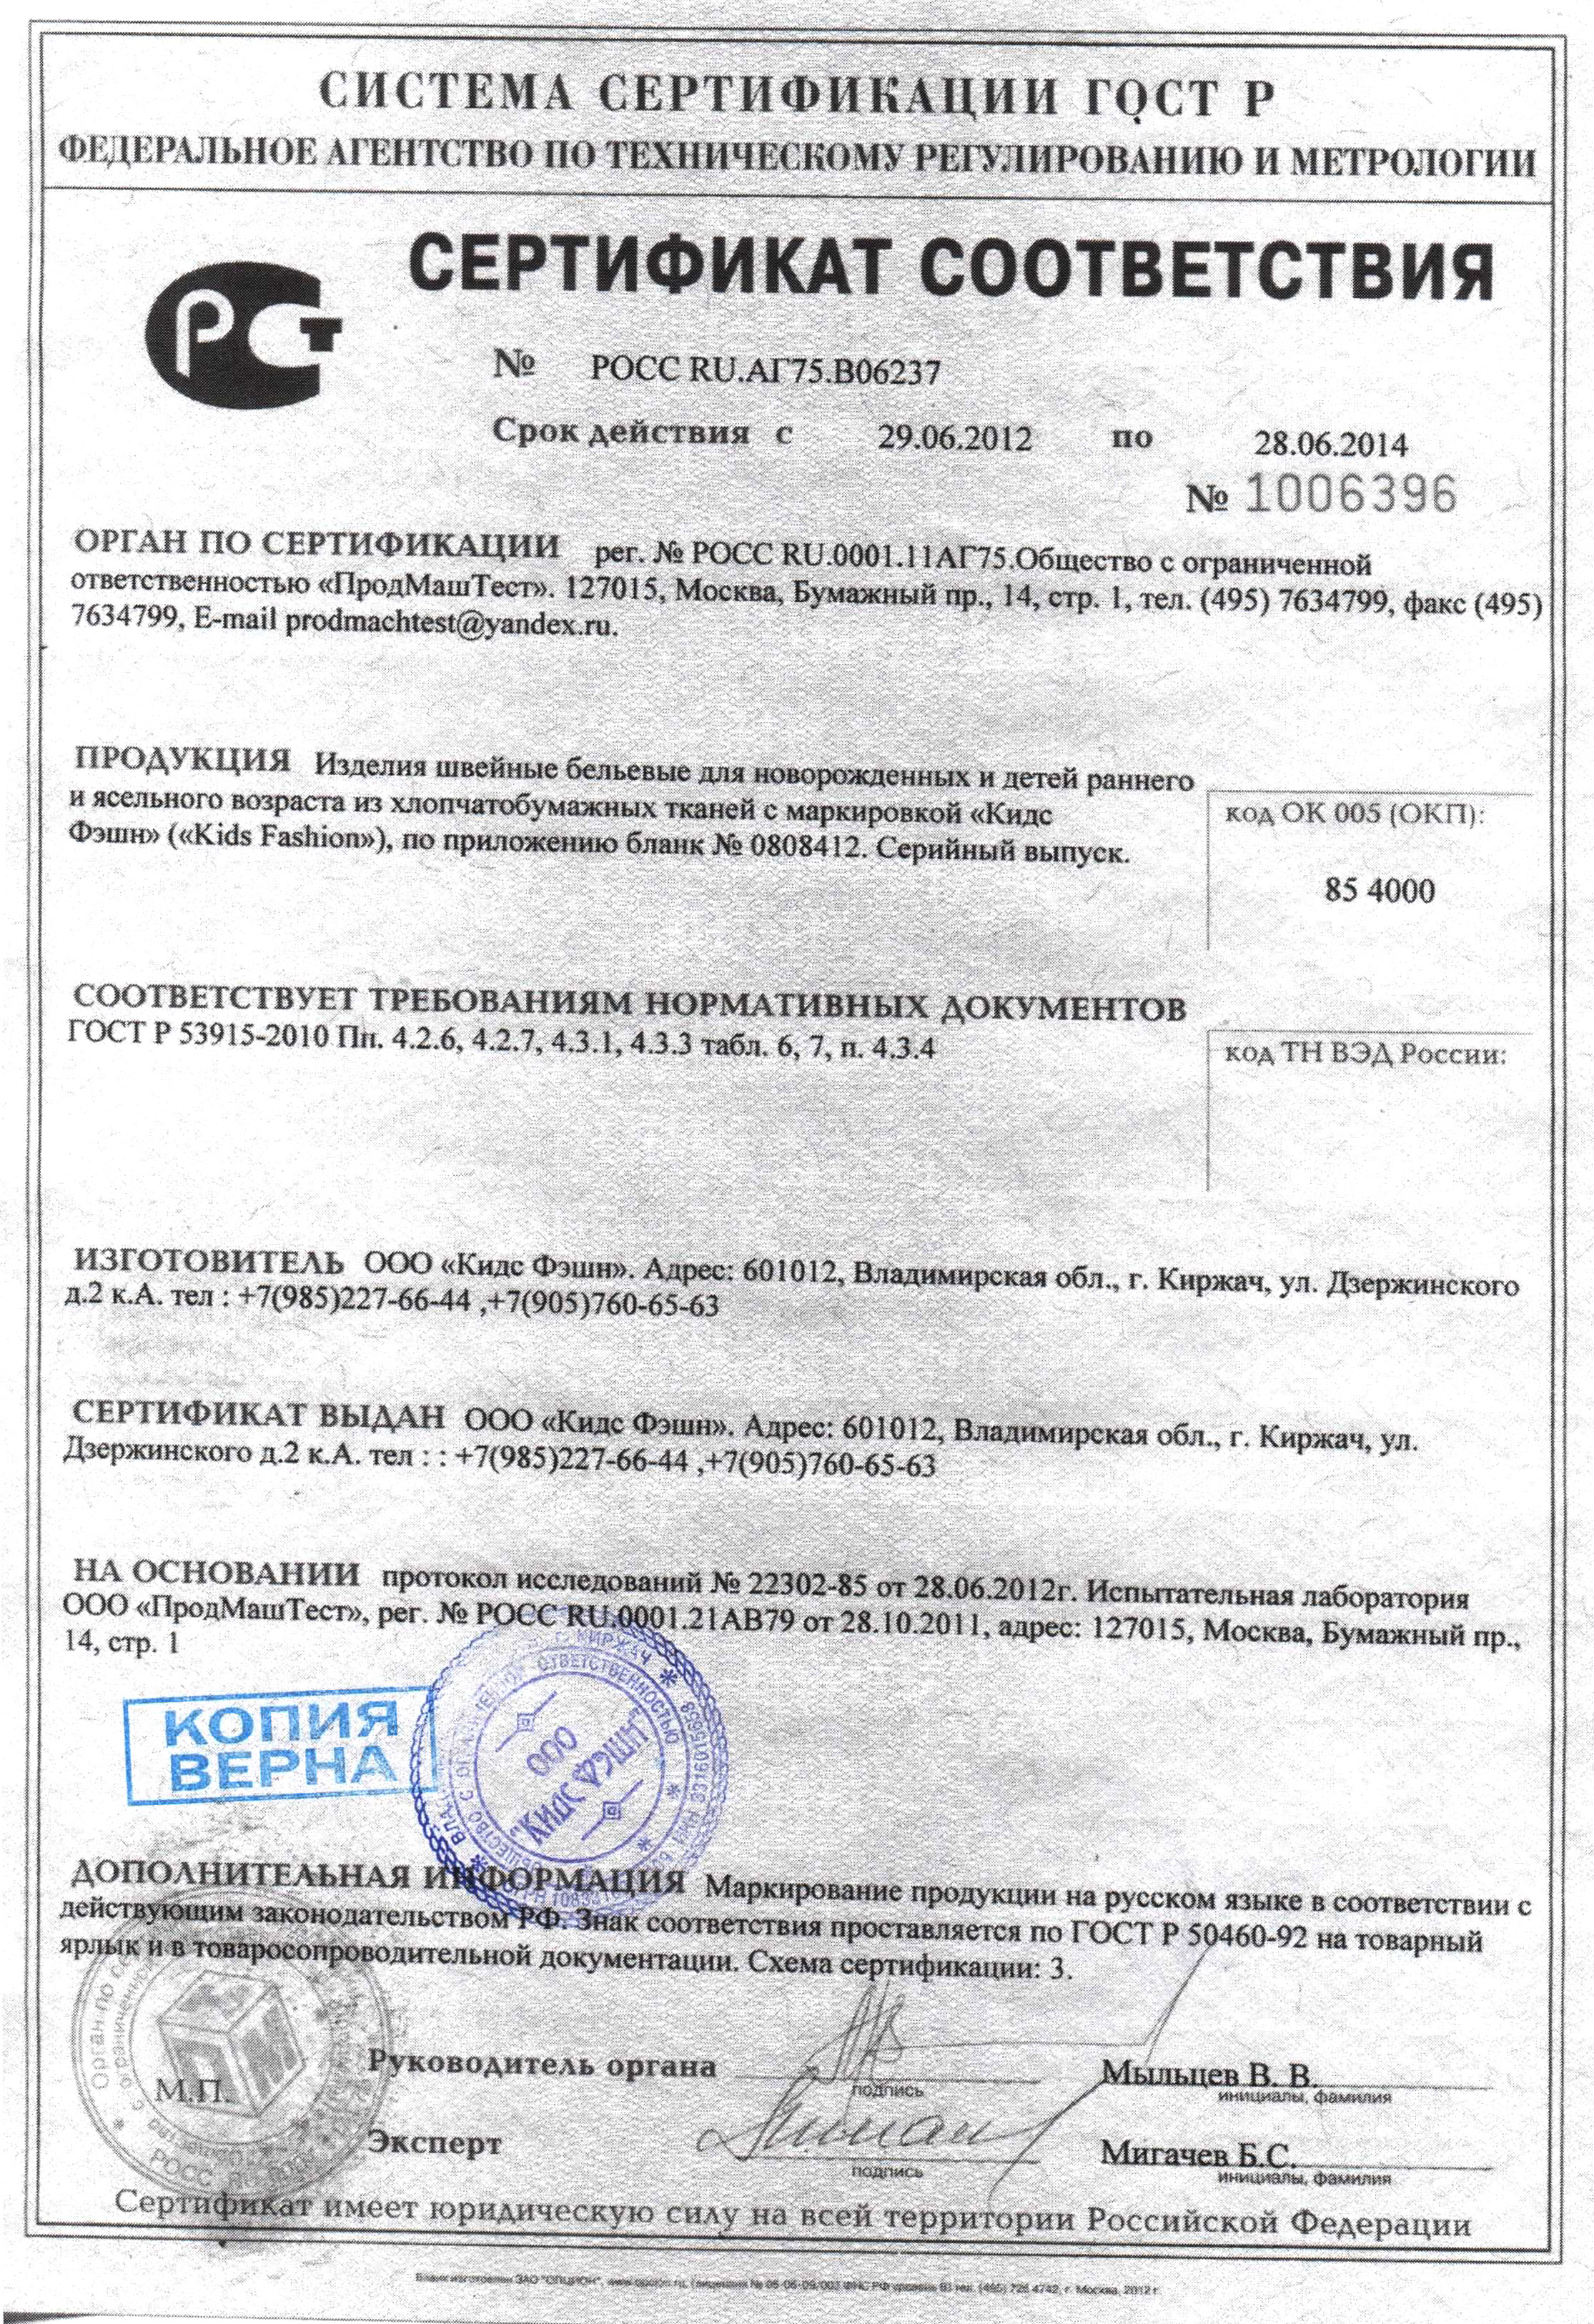 СИСТЕМА СЕРТИФИКАЦИИ ГОСТ Р
ФЕДЕРАЛЬНОЕ АГЕНТСТВО ПО ТЕХНИЧЕСКОМУ РЕГУЛИРОВАНИЮ И МЕТРОЛОГИИ
РСТ
СЕРТИФИКАТ СООТВЕТСТВИЯ
№ РОСС RU.АГ75.В06237
Срок действия с 29.06.2012 по 28.06.2014
№ 1006396
ОРГАН ПО СЕРТИФИКАЦИИ рег. № РОСС RU.0001.11АГ75.Общество с ограниченной
ответственностью «ПродМашТест». 127015, Москва, Бумажный пр., 14, стр. 1, тел. (495) 7634799, факс (495)
7634799, E-mail prodmachtest@yandex.ru.
ПРОДУКЦИЯ Изделия швейные бельевые для новорожденных и детей раннего
и ясельного возраста из хлопчатобумажных тканей с маркировкой «Кидс
Фэшн» («Kids Fashion»), по приложению бланк № 0808412. Серийный выпуск.
код ОК 005 (ОКП):
85 4000
СООТВЕТСТВУЕТ ТРЕБОВАНИЯМ НОРМАТИВНЫХ ДОКУМЕНТОВ
ГОСТ Р 53915-2010 Пп. 4.2.6, 4.2.7, 4.3.1, 4.3.3 табл. 6, 7, п. 4.3.4
код ТН ВЭД России:
ИЗГОТОВИТЕЛЬ ООО «Кидс Фэшн». Адрес: 601012, Владимирская обл., г. Киржач, ул. Дзержинского
д.2 к.А. тел : +7(985)227-66-44 ,+7(905)760-65-63
СЕРТИФИКАТ ВЫДАН ООО «Кидс Фэшн». Адрес: 601012, Владимирская обл., г. Киржач, ул.
Дзержинского д.2 к.А. тел : : +7(985)227-66-44 ,+7(905)760-65-63
НА ОСНОВАНИИ протокол исследований № 22302-85 от 28.06.2012г. Испытательная лаборатория
ООО «ПродМашТест», рег. № РОСС RU.0001.21АВ79 от 28.10.2011, адрес: 127015, Москва, Бумажный пр.,
14, стр. 1
КОПИЯ
ВЕРНА
г. КИРЖАЧ
ОТВЕТСТВЕННОСТЬЮ
ООО
"КИДС ФЭШН"
ДОПОЛНИТЕЛЬНАЯ ИНФОРМАЦИЯ Маркирование продукции на русском языке в соответствии с
действующим законодательством РФ. Знак соответствия проставляется по ГОСТ Р 50460-92 на товарный
ярлык и в товаросопроводительной документации. Схема сертификации: 3.
М.П.
Руководитель органа
подпись
Мыльцев В. В.
инициалы, фамилия
Эксперт
подпись
Мигачев Б.С.
инициалы, фамилия
Сертификат имеет юридическую силу на всей территории Российской Федерации